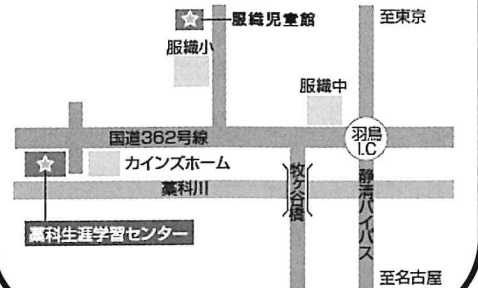 服織児童館
至東京
服織小
服織中
国道362号線
羽鳥
I.C
カインズホーム
藁科川
牧ヶ谷橋
静清バイパス
藁科生涯学習センター
至名古屋